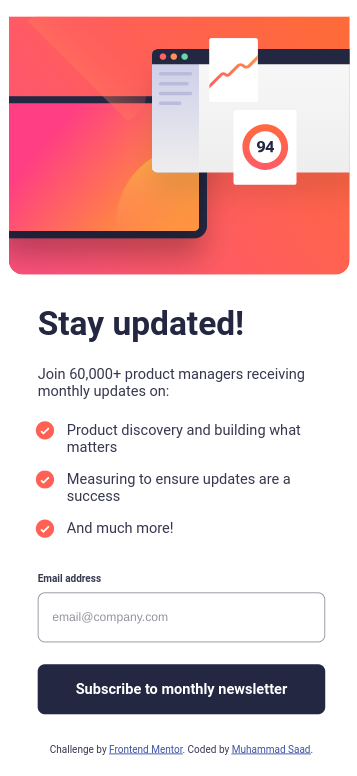 94
Stay updated!
Join 60,000+ product managers receiving
monthly updates on:
Product discovery and building what
matters
Measuring to ensure updates are a
success
And much more!
Email address
email@company.com
Subscribe to monthly newsletter
Challenge by Frontend Mentor. Coded by Muhammad Saad.